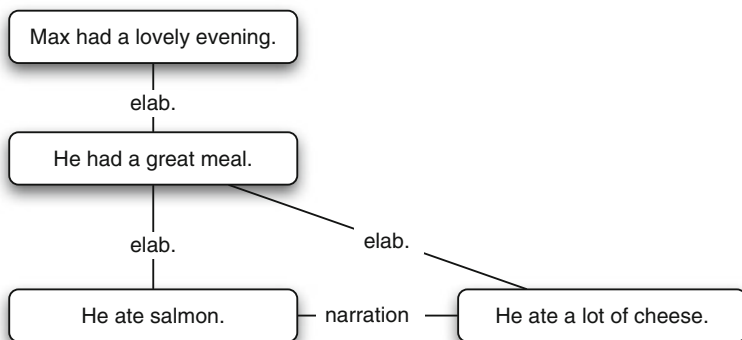 Max had a lovely evening.
elab.
He had a great meal.
elab.
elab.
He ate salmon.
narration
He ate a lot of cheese.